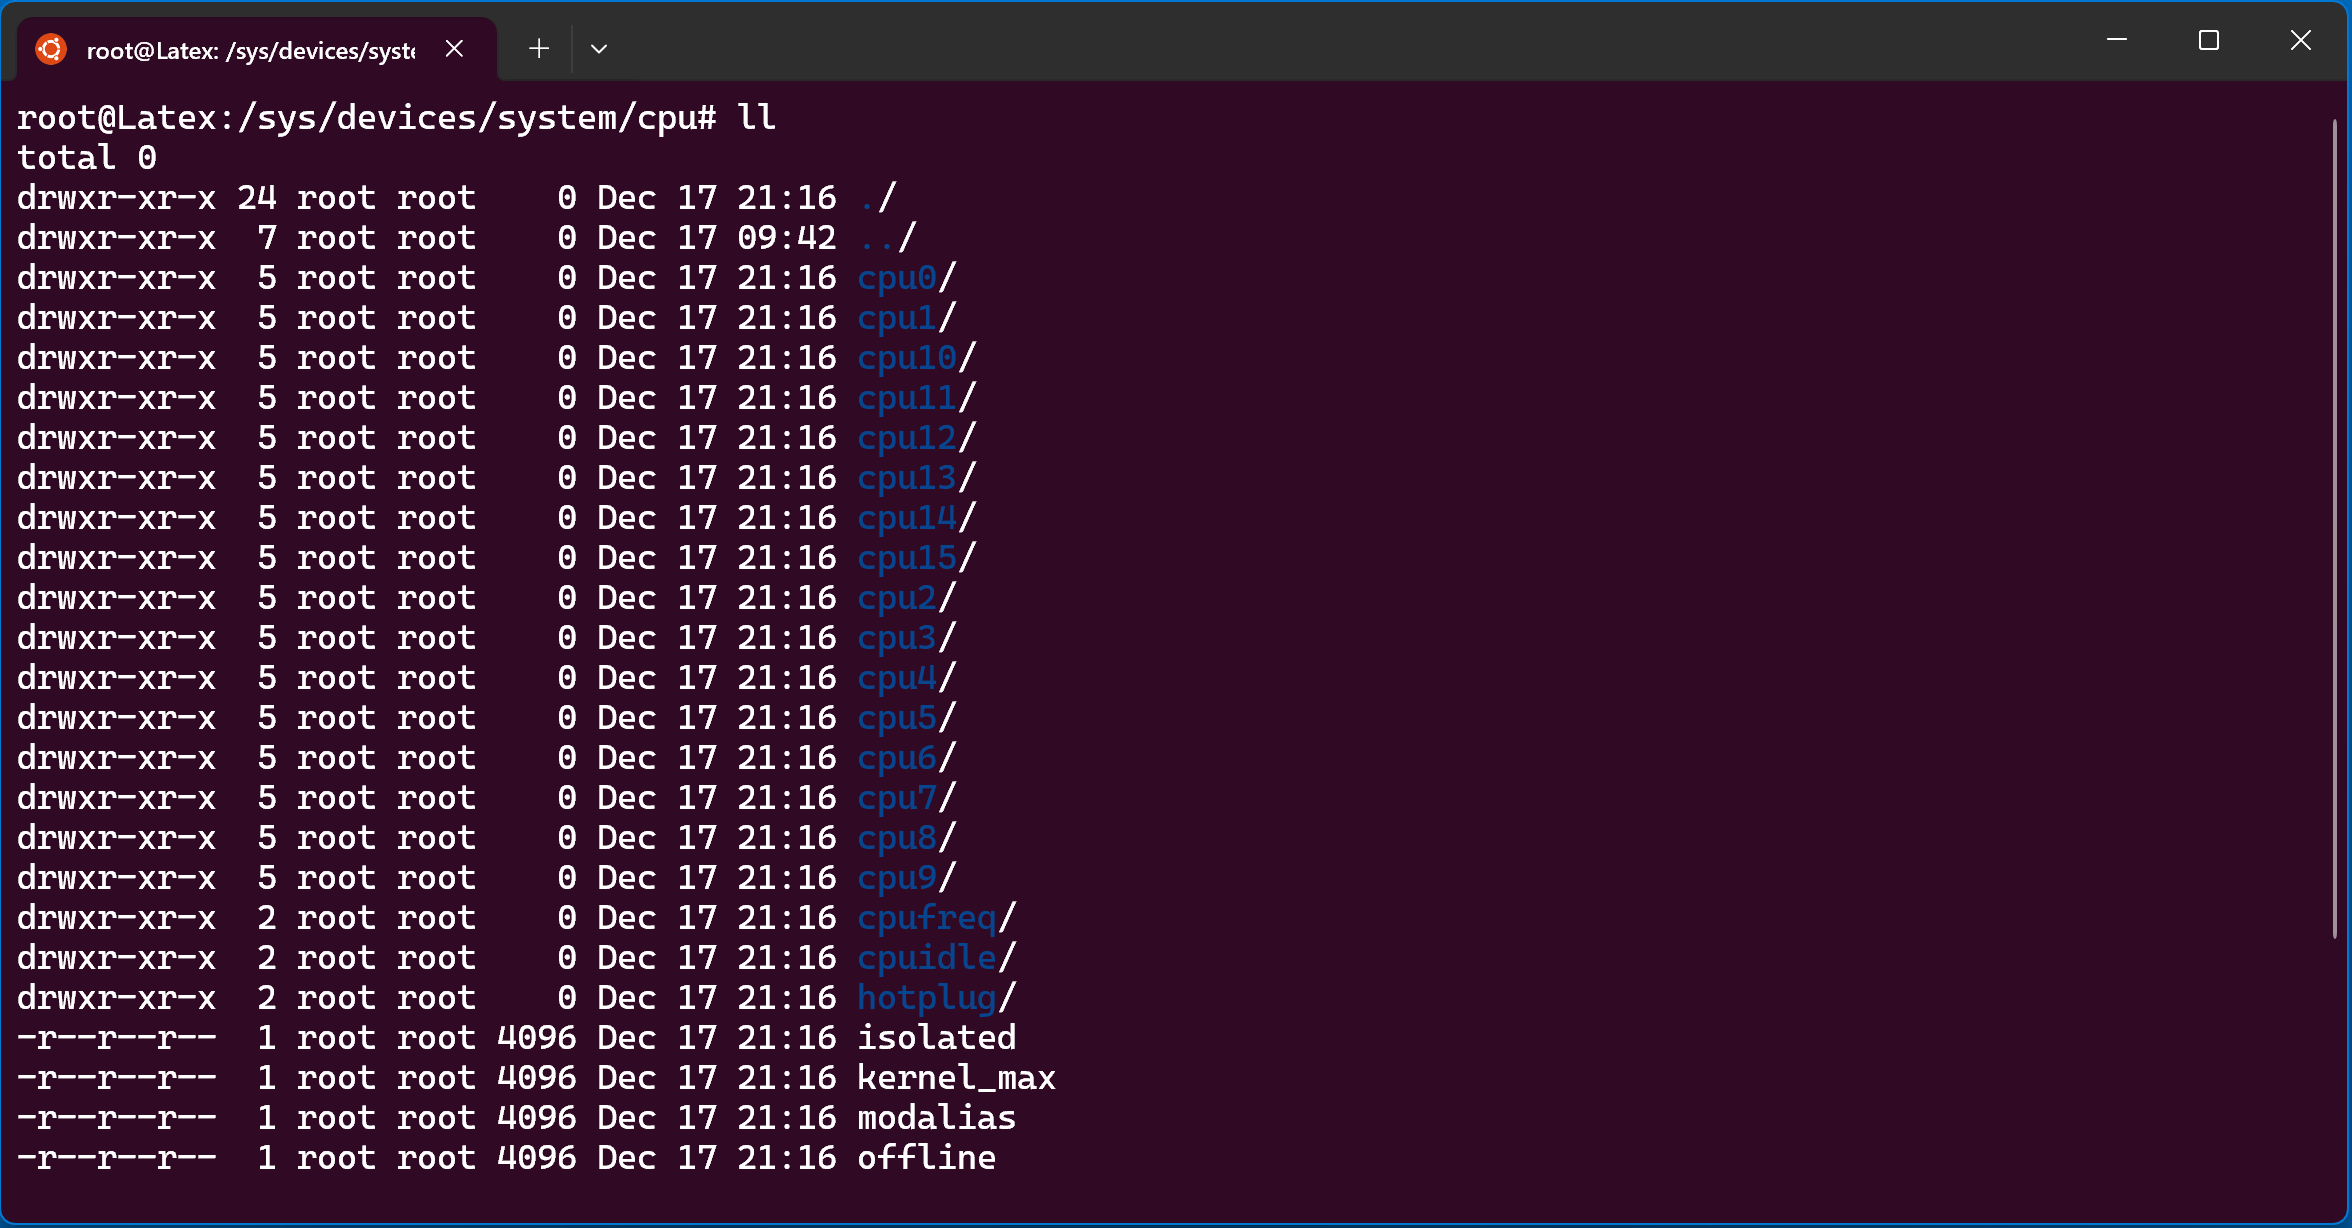 root@Latex: /sys/devices/syste
root@Latex:/sys/devices/system/cpu# ll
total 0
drwxr-xr-x 24 root root    0 Dec 17 21:16 ./
drwxr-xr-x  7 root root    0 Dec 17 09:42 ../
drwxr-xr-x  5 root root    0 Dec 17 21:16 cpu0/
drwxr-xr-x  5 root root    0 Dec 17 21:16 cpu1/
drwxr-xr-x  5 root root    0 Dec 17 21:16 cpu10/
drwxr-xr-x  5 root root    0 Dec 17 21:16 cpu11/
drwxr-xr-x  5 root root    0 Dec 17 21:16 cpu12/
drwxr-xr-x  5 root root    0 Dec 17 21:16 cpu13/
drwxr-xr-x  5 root root    0 Dec 17 21:16 cpu14/
drwxr-xr-x  5 root root    0 Dec 17 21:16 cpu15/
drwxr-xr-x  5 root root    0 Dec 17 21:16 cpu2/
drwxr-xr-x  5 root root    0 Dec 17 21:16 cpu3/
drwxr-xr-x  5 root root    0 Dec 17 21:16 cpu4/
drwxr-xr-x  5 root root    0 Dec 17 21:16 cpu5/
drwxr-xr-x  5 root root    0 Dec 17 21:16 cpu6/
drwxr-xr-x  5 root root    0 Dec 17 21:16 cpu7/
drwxr-xr-x  5 root root    0 Dec 17 21:16 cpu8/
drwxr-xr-x  5 root root    0 Dec 17 21:16 cpu9/
drwxr-xr-x  2 root root    0 Dec 17 21:16 cpufreq/
drwxr-xr-x  2 root root    0 Dec 17 21:16 cpuidle/
drwxr-xr-x  2 root root    0 Dec 17 21:16 hotplug/
-r--r--r--  1 root root 4096 Dec 17 21:16 isolated
-r--r--r--  1 root root 4096 Dec 17 21:16 kernel_max
-r--r--r--  1 root root 4096 Dec 17 21:16 modalias
-r--r--r--  1 root root 4096 Dec 17 21:16 offline